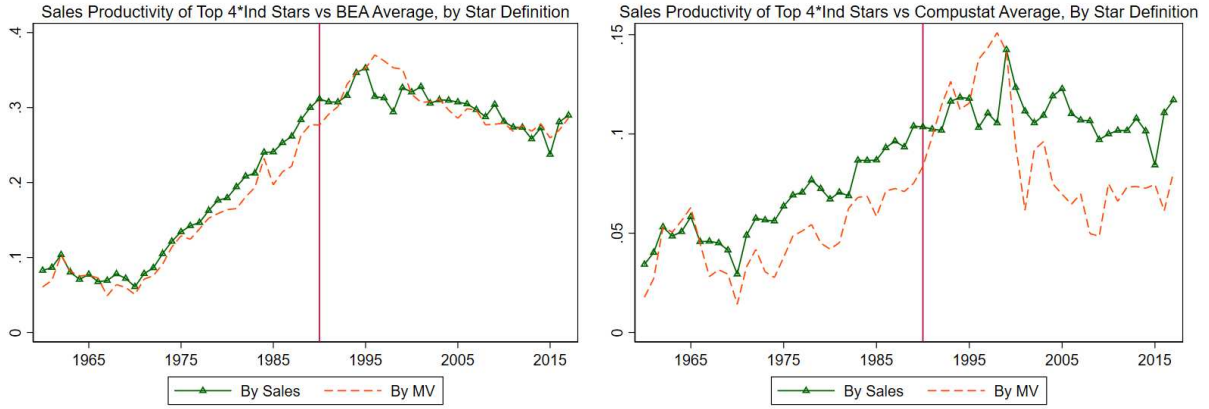 Sales Productivity of Top 4*Ind Stars vs BEA Average, by Star Definition
.4
.3
.2
.1
0
1965 1975 1985 1995 2005 2015
By Sales By MV
Sales Productivity of Top 4*Ind Stars vs Compustat Average, By Star Definition
.15
.1
.05
0
1965 1975 1985 1995 2005 2015
By Sales By MV